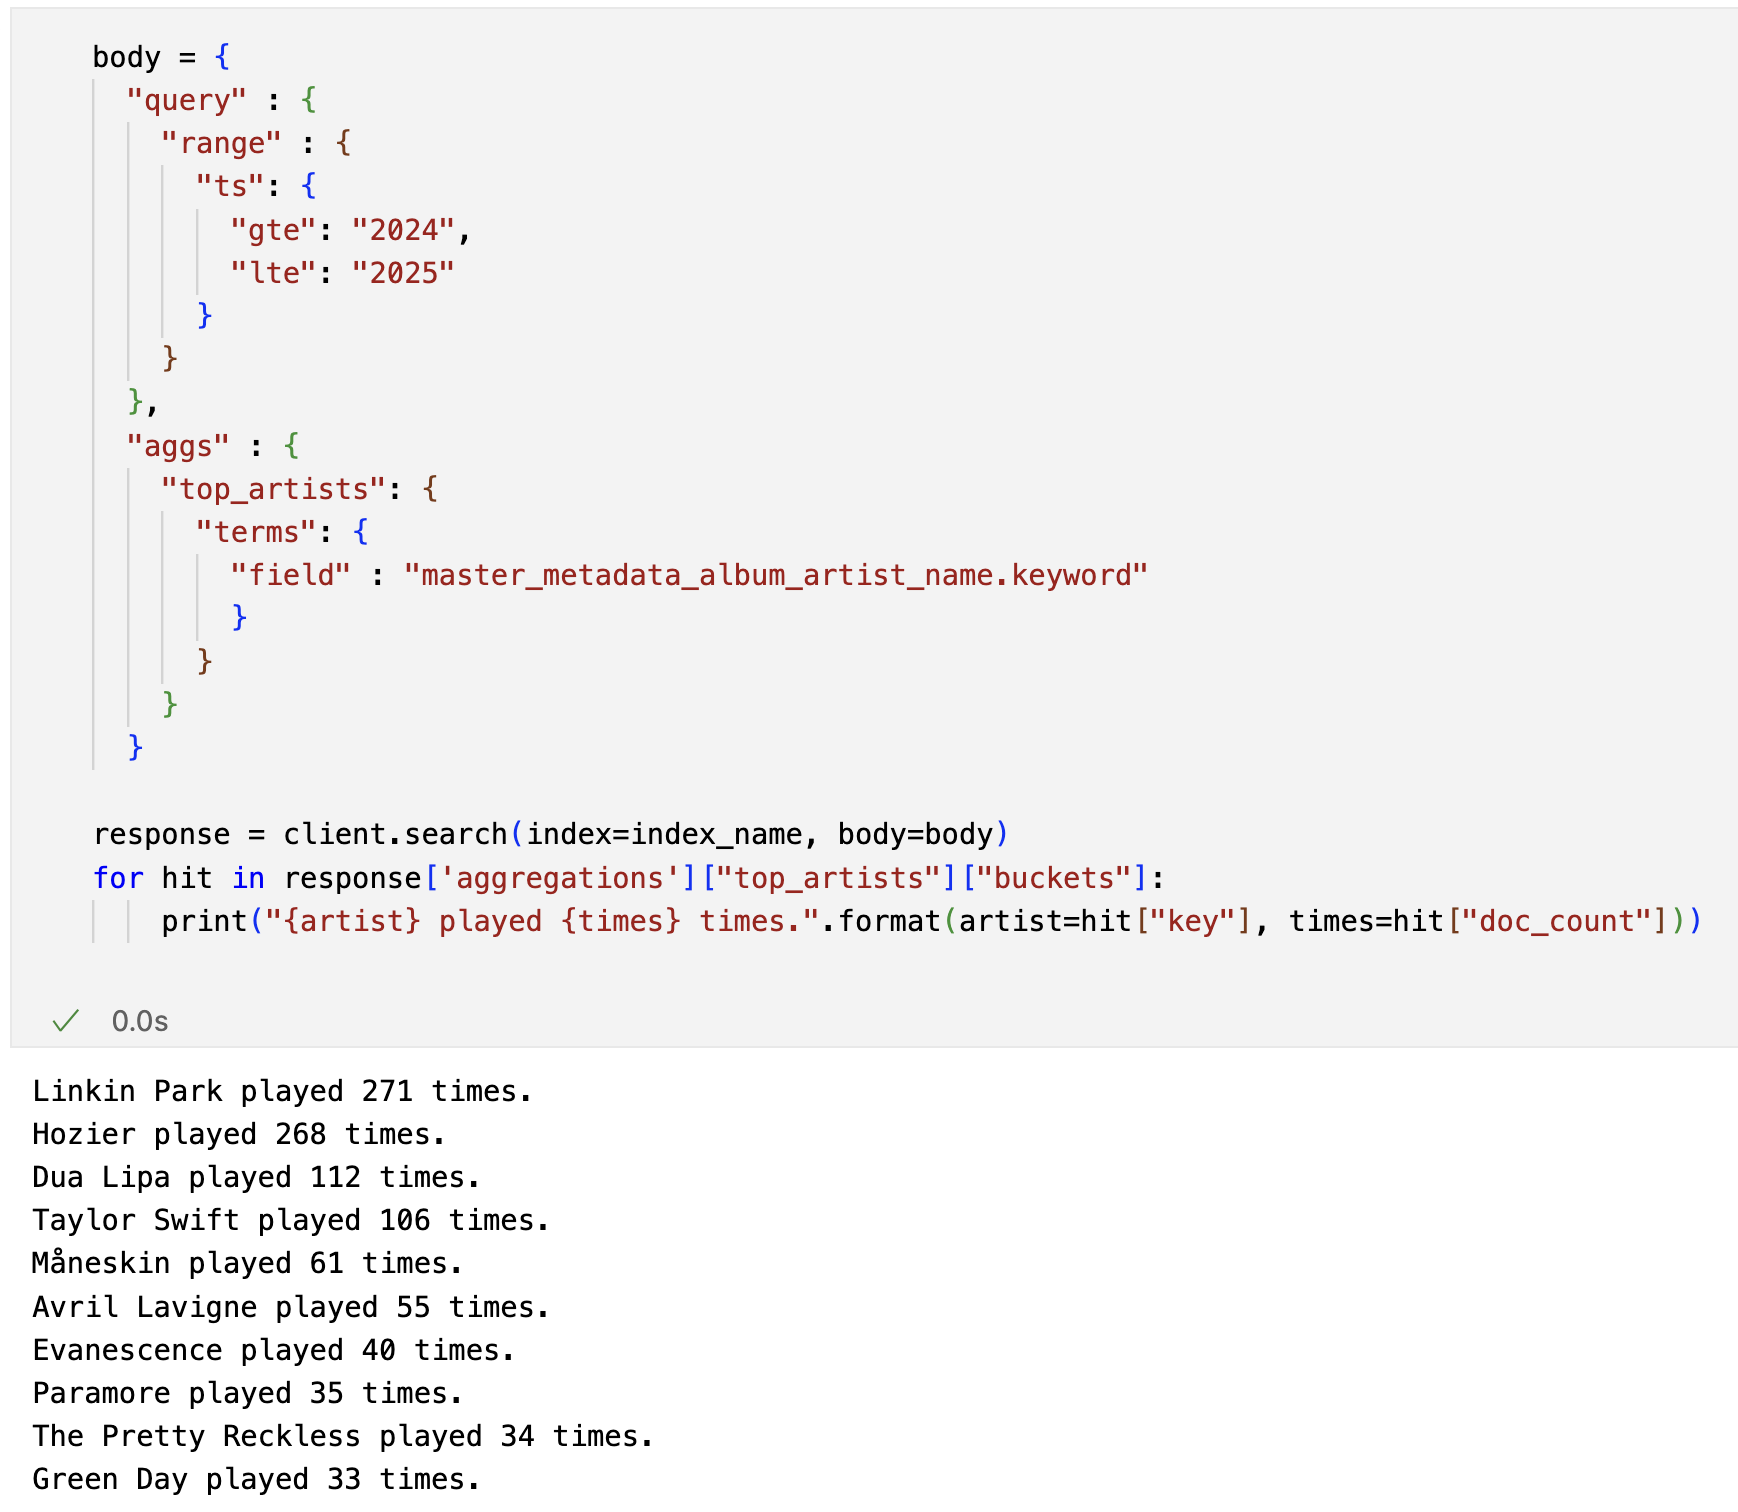 body = {
"query" : {
"range" : {
"ts": {
"gte": "2024",
"lte": "2025"
}
}
},
"aggs" : {
"top_artists": {
"terms": {
"field" : "master_metadata_album_artist_name.keyword"
}
}
}
}
response = client.search(index=index_name, body=body)
for hit in response['aggregations']["top_artists"]["buckets"]:
print("{artist} played {times} times.".format(artist=hit["key"], times=hit["doc_count"]))
0.0s
Linkin Park played 271 times.
Hozier played 268 times.
Dua Lipa played 112 times.
Taylor Swift played 106 times.
Måneskin played 61 times.
Avril Lavigne played 55 times.
Evanescence played 40 times.
Paramore played 35 times.
The Pretty Reckless played 34 times.
Green Day played 33 times.